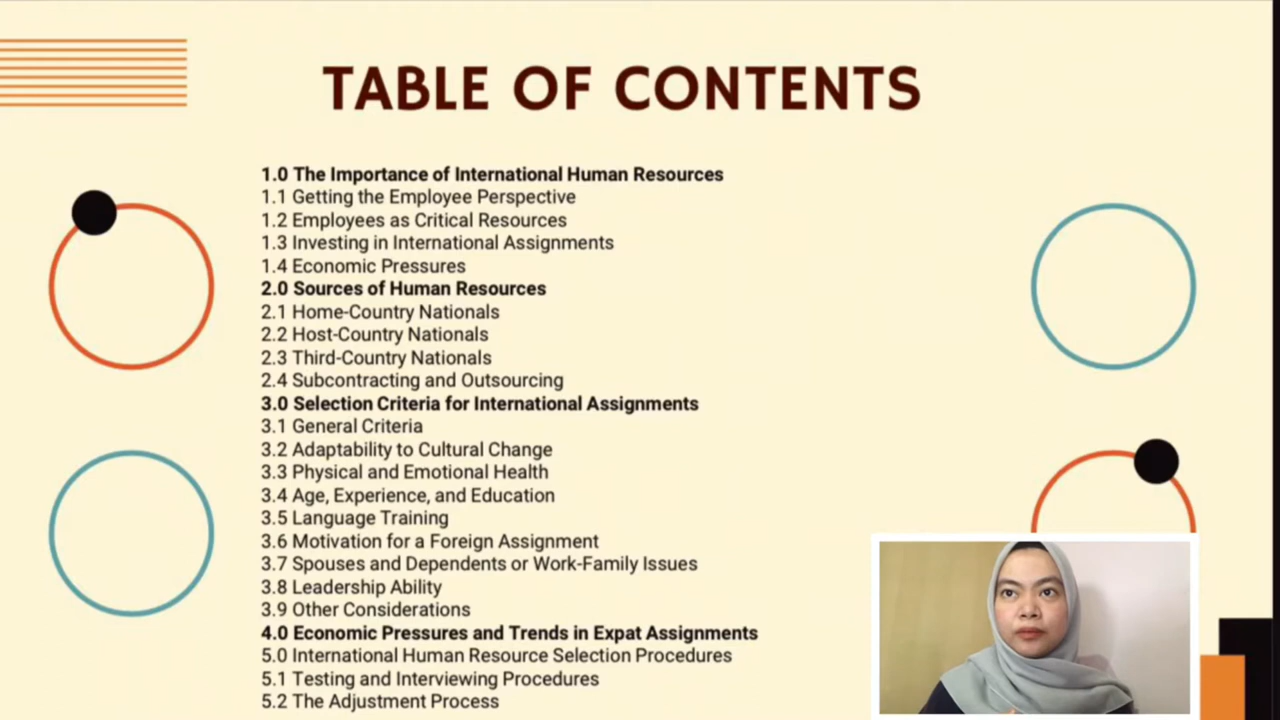 TABLE OF CONTENTS
1.0 The Importance of International Human Resources
1.1 Getting the Employee Perspective
1.2 Employees as Critical Resources
1.3 Investing in International Assignments
1.4 Economic Pressures
2.0 Sources of Human Resources
2.1 Home-Country Nationals
2.2 Host-Country Nationals
2.3 Third-Country Nationals
2.4 Subcontracting and Outsourcing
3.0 Selection Criteria for International Assignments
3.1 General Criteria
3.2 Adaptability to Cultural Change
3.3 Physical and Emotional Health
3.4 Age, Experience, and Education
3.5 Language Training
3.6 Motivation for a Foreign Assignment
3.7 Spouses and Dependents or Work-Family Issues
3.8 Leadership Ability
3.9 Other Considerations
4.0 Economic Pressures and Trends in Expat Assignments
5.0 International Human Resource Selection Procedures
5.1 Testing and Interviewing Procedures
5.2 The Adjustment Process